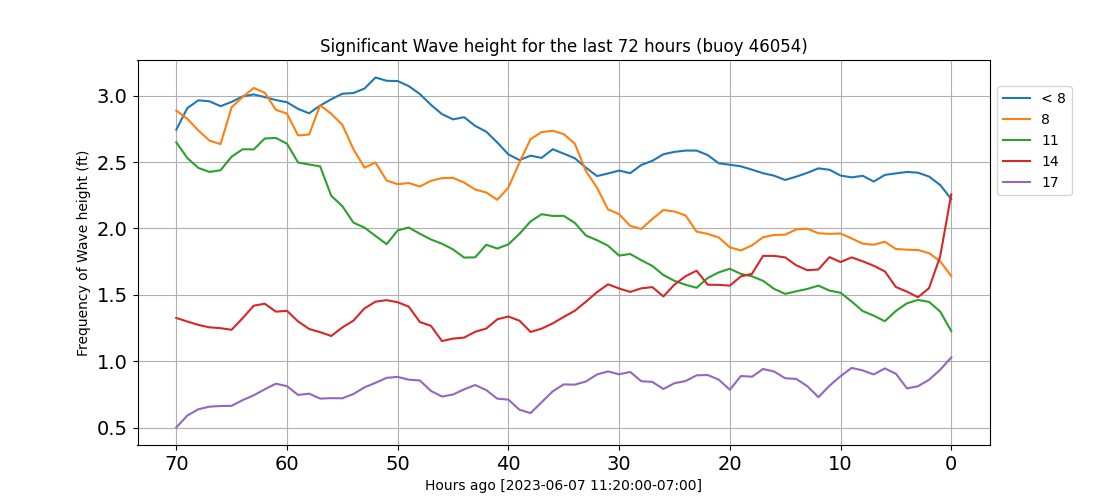 Significant Wave height for the last 72 hours (buoy 46054)
Frequency of Wave height (ft)
3.0
2.5
2.0
1.5
1.0
0.5
70 60 50 40 30 20 10 0
Hours ago [2023-06-07 11:20:00-07:00]
< 8
8
11
14
17